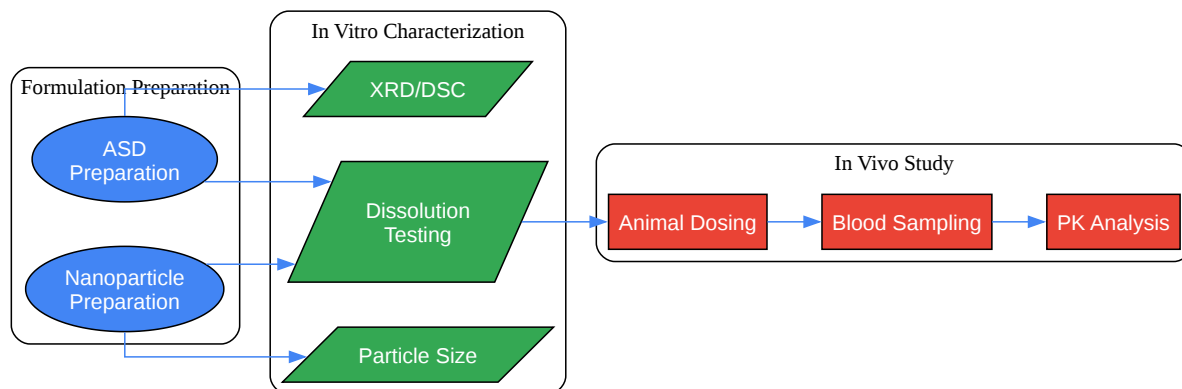 Formulation Preparation
ASD
Preparation
Nanoparticle
Preparation
In Vitro Characterization
XRD/DSC
Dissolution
Testing
Particle Size
In Vivo Study
Animal Dosing
Blood Sampling
PK Analysis